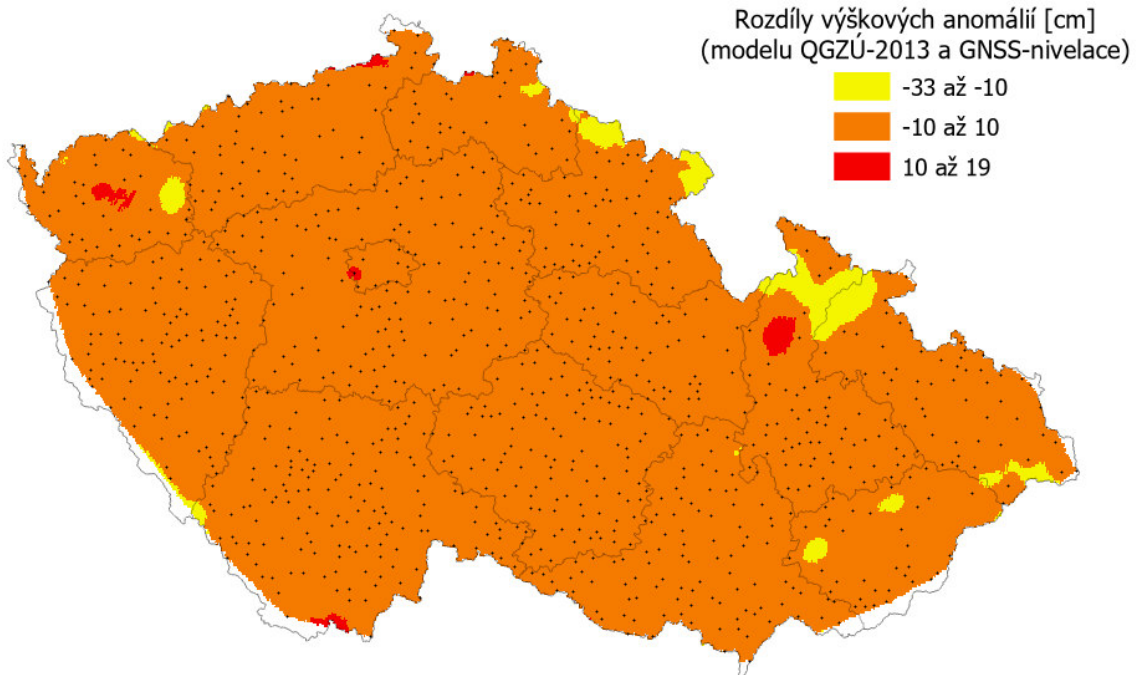 Rozdíly výškových anomálií [cm]
(modelu QGZÚ-2013 a GNSS-nivelace)
-33 až -10
-10 až 10
10 až 19